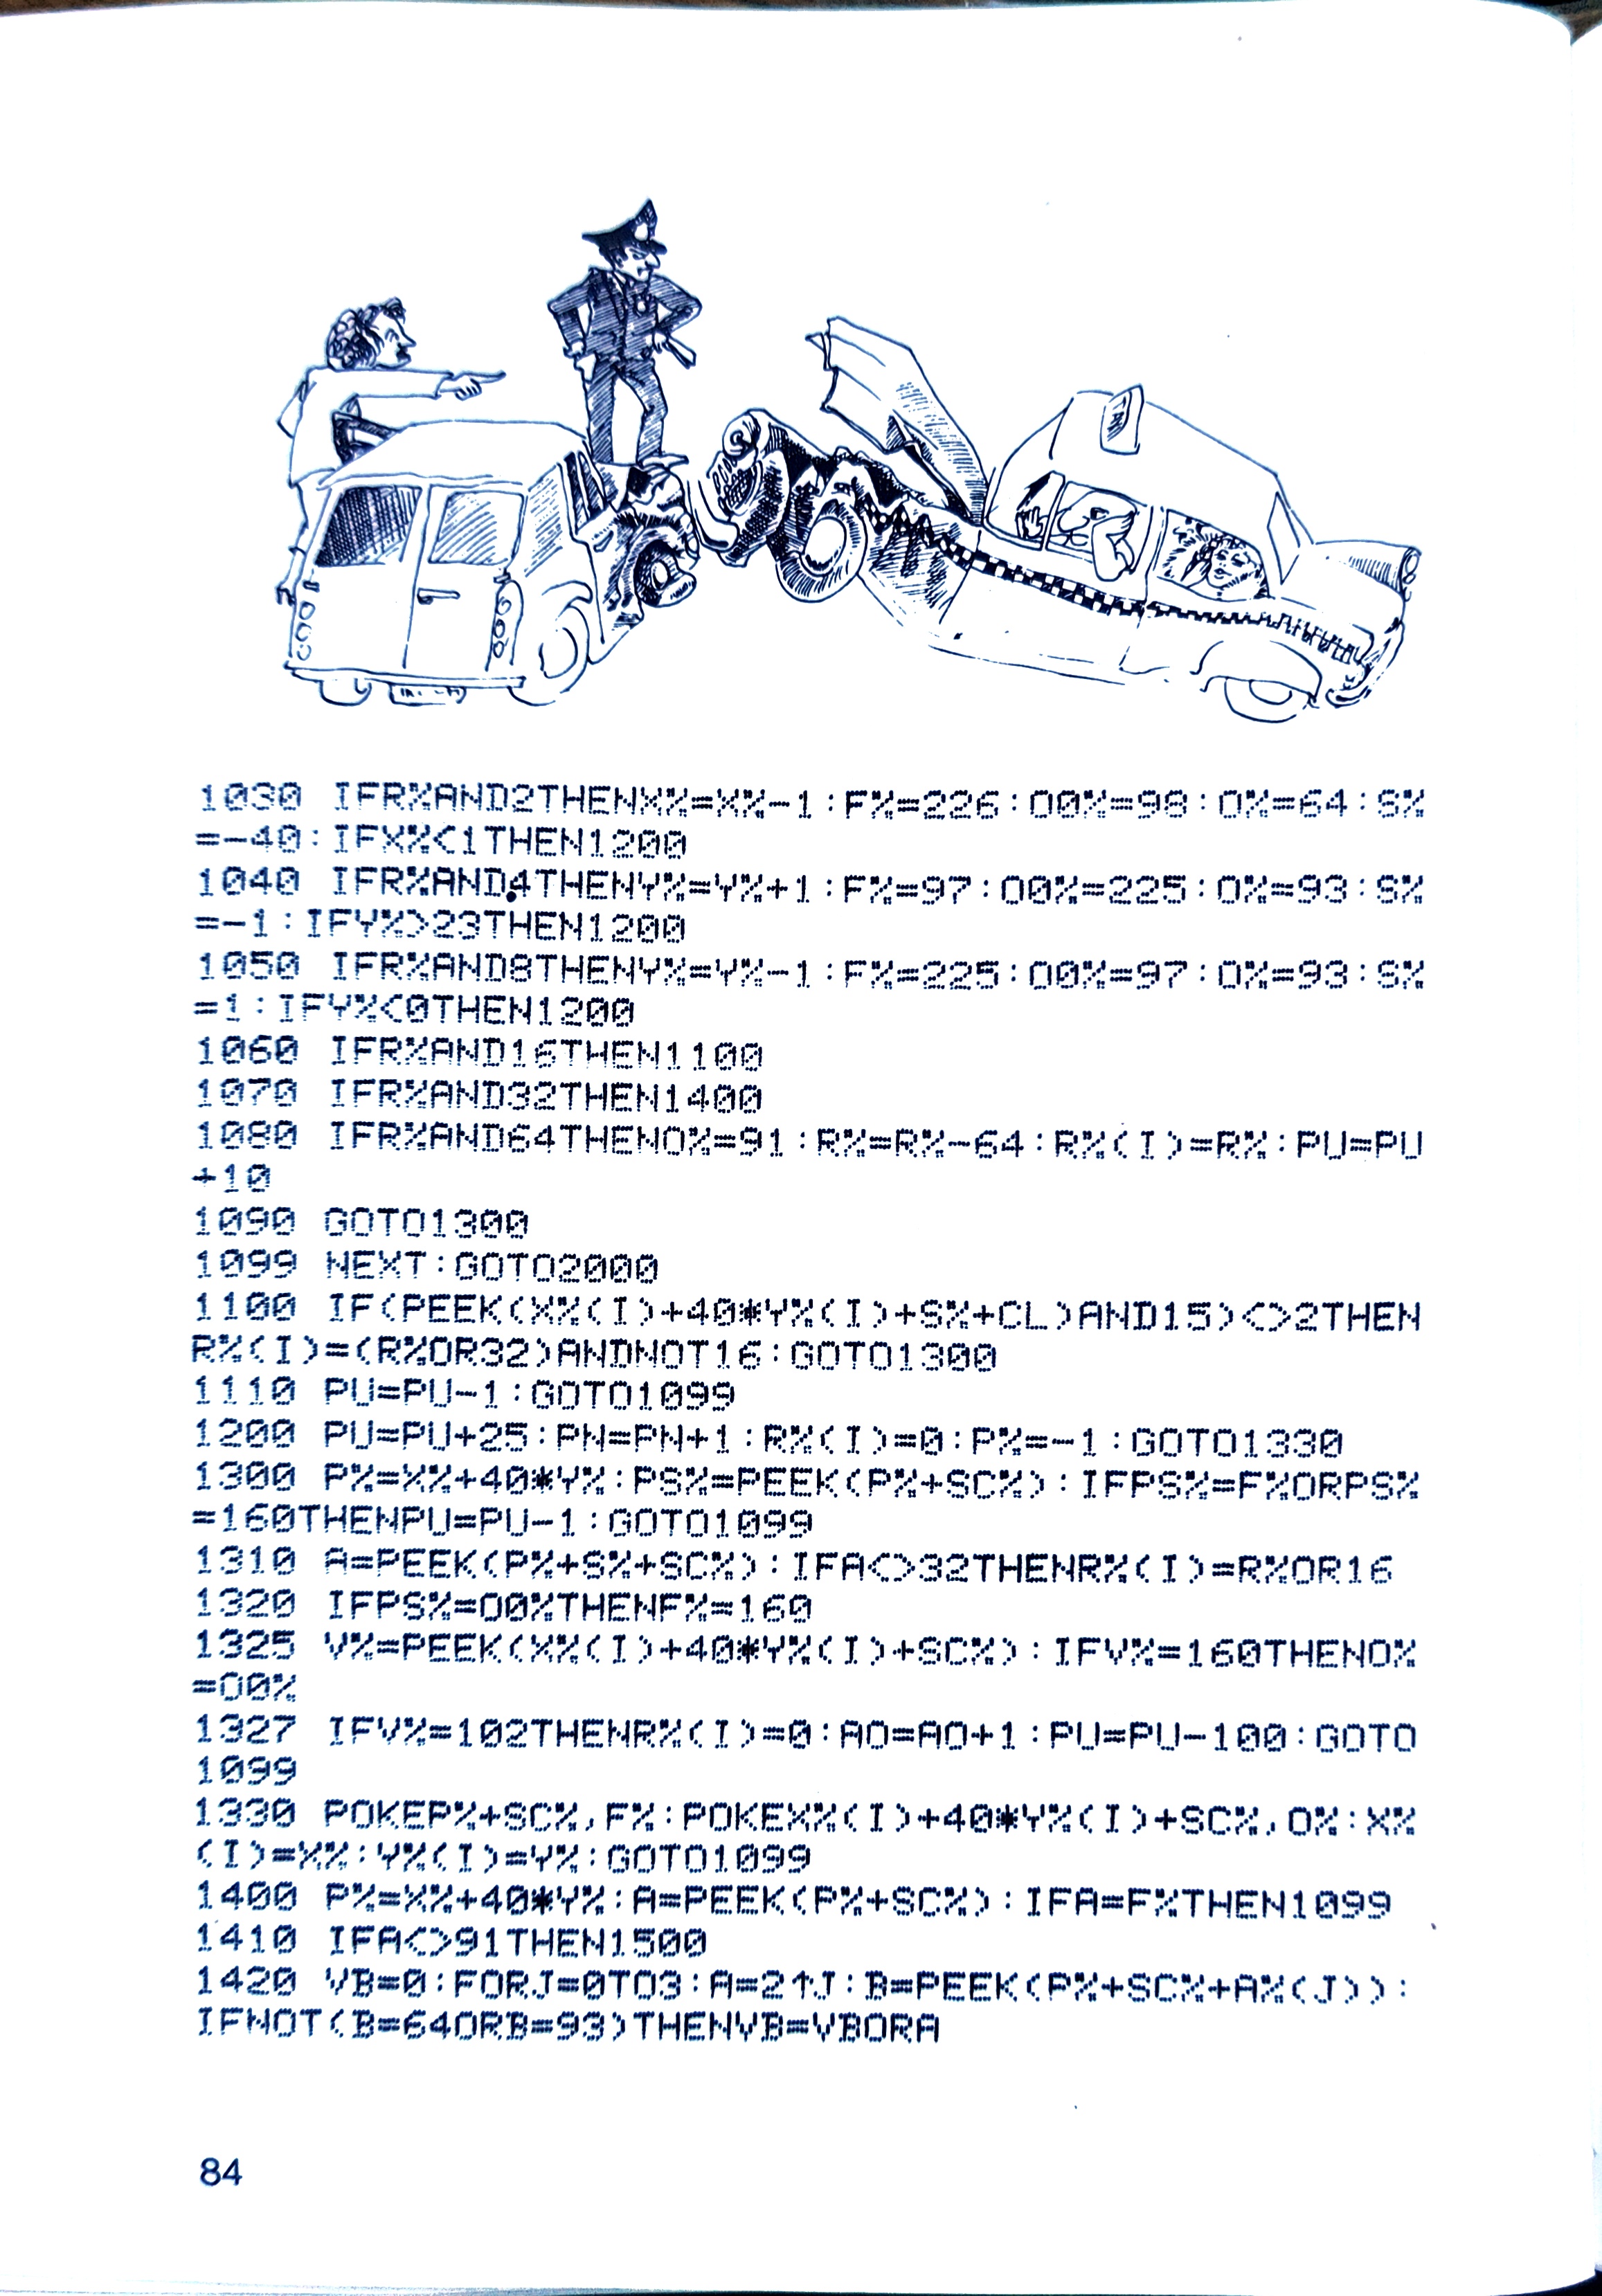 1030 IFR%AND2THENX%=X%-1:F%=226:O0%=98:O%=64:S%
=-40:IFX%<1THEN1200
1040 IFR%AND4THENY%=Y%+1:F%=97:O0%=225:O%=93:S%
=-1:IFY%>23THEN1200
1050 IFR%AND8THENY%=Y%-1:F%=225:O0%=97:O%=93:S%
=1:IFY%<0THEN1200
1060 IFR%AND16THEN1100
1070 IFR%AND32THEN1400
1080 IFR%AND64THENO%=91:R%=R%-64:R%(I)=R%:PU=PU
+10
1090 GOTO1300
1099 NEXT:GOTO2000
1100 IF(PEEK(X%(I)+40*Y%(I)+S%+CL)AND15)<>2THEN
R%(I)=(R%OR32)ANDNOT16:GOTO1300
1110 PU=PU-1:GOTO1099
1200 PU=PU+25:PN=PN+1:R%(I)=0:P%=-1:GOTO1330
1300 P%=X%+40*Y%:PS%=PEEK(P%+SC%):IFPS%=F%ORPS%
=160THENPU=PU-1:GOTO1099
1310 A=PEEK(P%+S%+SC%):IFA<>32THENR%(I)=R%OR16
1320 IFPS%=O0%THENF%=160
1325 V%=PEEK(X%(I)+40*Y%(I)+SC%):IFV%=160THENO%
=O0%
1327 IFV%=102THENR%(I)=0:AO=AO+1:PU=PU-100:GOTO
1099
1330 POKEP%+SC%,F%:POKEX%(I)+40*Y%(I)+SC%,O%:X%
(I)=X%:Y%(I)=Y%:GOTO1099
1400 P%=X%+40*Y%:A=PEEK(P%+SC%):IFA=F%THEN1099
1410 IFA<>91THEN1500
1420 VB=0:FORJ=0TO3:A=2↑J:B=PEEK(P%+SC%+A%(J)):
IFNOT(B=64ORB=93)THENVB=VBORA
84